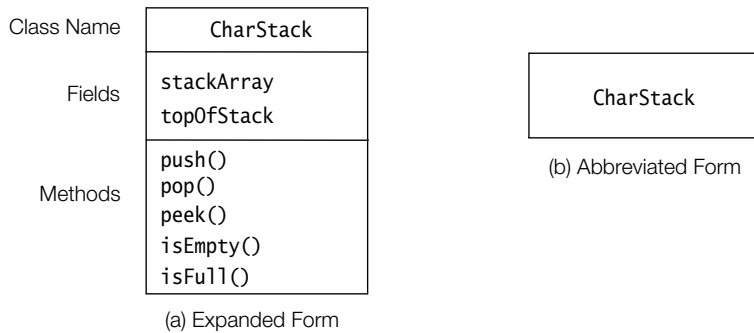 Class Name
CharStack
Fields
stackArray
topOfStack
Methods
push()
pop()
peek()
isEmpty()
isFull()
(a) Expanded Form
CharStack
(b) Abbreviated Form